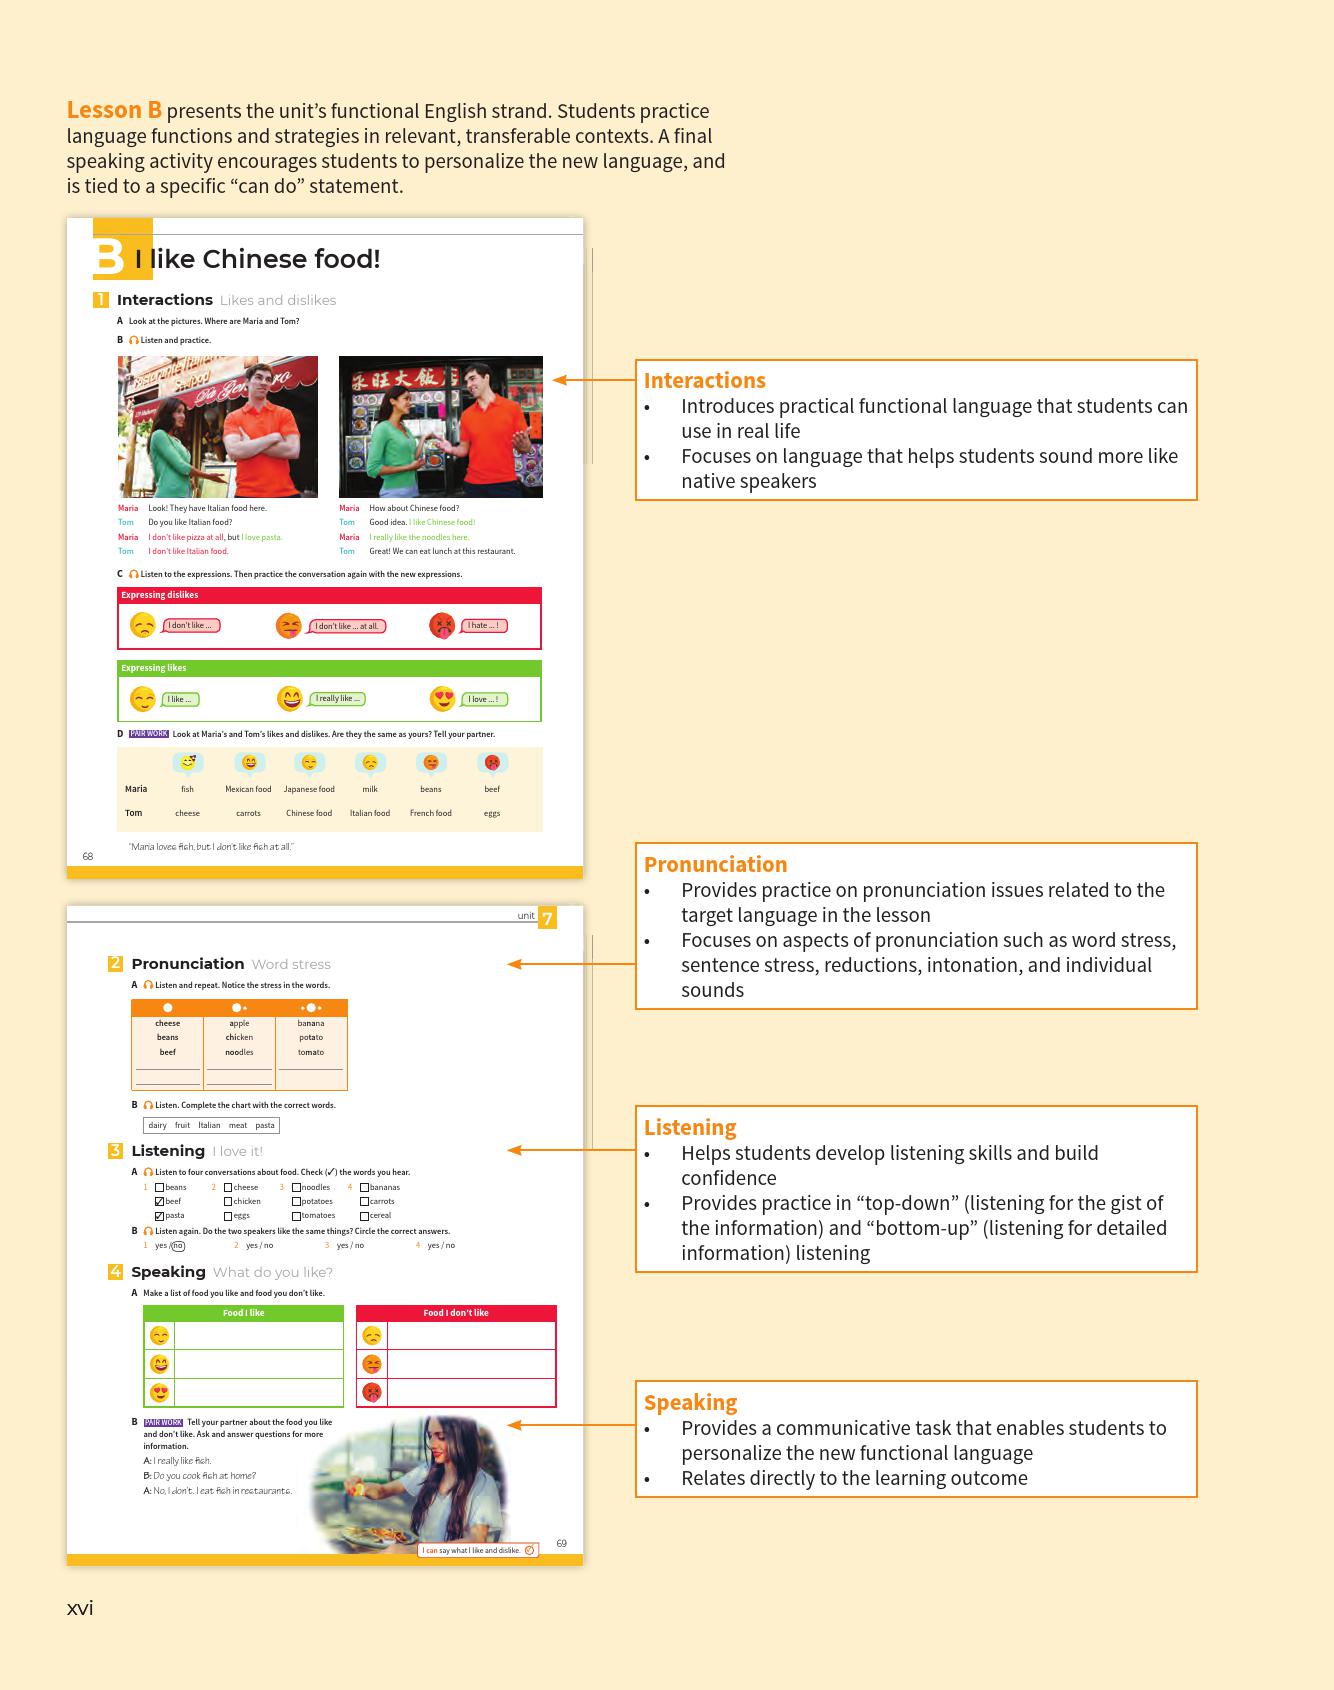 Lesson B presents the unit’s functional English strand. Students practice
language functions and strategies in relevant, transferable contexts. A final
speaking activity encourages students to personalize the new language, and
is tied to a specific “can do” statement.
B I like Chinese food!
1 Interactions Likes and dislikes
A Look at the pictures. Where are Maria and Tom?
B Listen and practice.
Ristorante Italiano
Seafood
Da Gennaro
永旺大飯店
Maria Look! They have Italian food here.
Tom Do you like Italian food?
Maria I don’t like pizza at all, but I love pasta.
Tom I don’t like Italian food.
Maria How about Chinese food?
Tom Good idea. I like Chinese food!
Maria I really like the noodles here.
Tom Great! We can eat lunch at this restaurant.
C Listen to the expressions. Then practice the conversation again with the new expressions.
Expressing dislikes
I don’t like ... I don’t like ... at all. I hate ... !
Expressing likes
I like ... I really like ... I love ... !
D PAIR WORK Look at Maria’s and Tom’s likes and dislikes. Are they the same as yours? Tell your partner.
Maria fish Mexican food Japanese food milk beans beef
Tom cheese carrots Chinese food Italian food French food eggs
“Maria loves fish, but I don’t like fish at all.”
68
Interactions
• Introduces practical functional language that students can
use in real life
• Focuses on language that helps students sound more like
native speakers
unit 7
2 Pronunciation Word stress
A Listen and repeat. Notice the stress in the words.
cheese apple banana
beans chicken potato
beef noodles tomato
B Listen. Complete the chart with the correct words.
dairy fruit Italian meat pasta
3 Listening I love it!
A Listen to four conversations about food. Check (✓) the words you hear.
1 beans 2 cheese 3 noodles 4 bananas
✓ beef chicken potatoes carrots
✓ pasta eggs tomatoes cereal
B Listen again. Do the two speakers like the same things? Circle the correct answers.
1 yes / no 2 yes / no 3 yes / no 4 yes / no
4 Speaking What do you like?
A Make a list of food you like and food you don’t like.
Food I like Food I don’t like
B PAIR WORK Tell your partner about the food you like
and don’t like. Ask and answer questions for more
information.
A: I really like fish.
B: Do you cook fish at home?
A: No, I don’t. I eat fish in restaurants.
I can say what I like and dislike.
69
Pronunciation
• Provides practice on pronunciation issues related to the
target language in the lesson
• Focuses on aspects of pronunciation such as word stress,
sentence stress, reductions, intonation, and individual
sounds
Listening
• Helps students develop listening skills and build
confidence
• Provides practice in “top-down” (listening for the gist of
the information) and “bottom-up” (listening for detailed
information) listening
Speaking
• Provides a communicative task that enables students to
personalize the new functional language
• Relates directly to the learning outcome
xvi